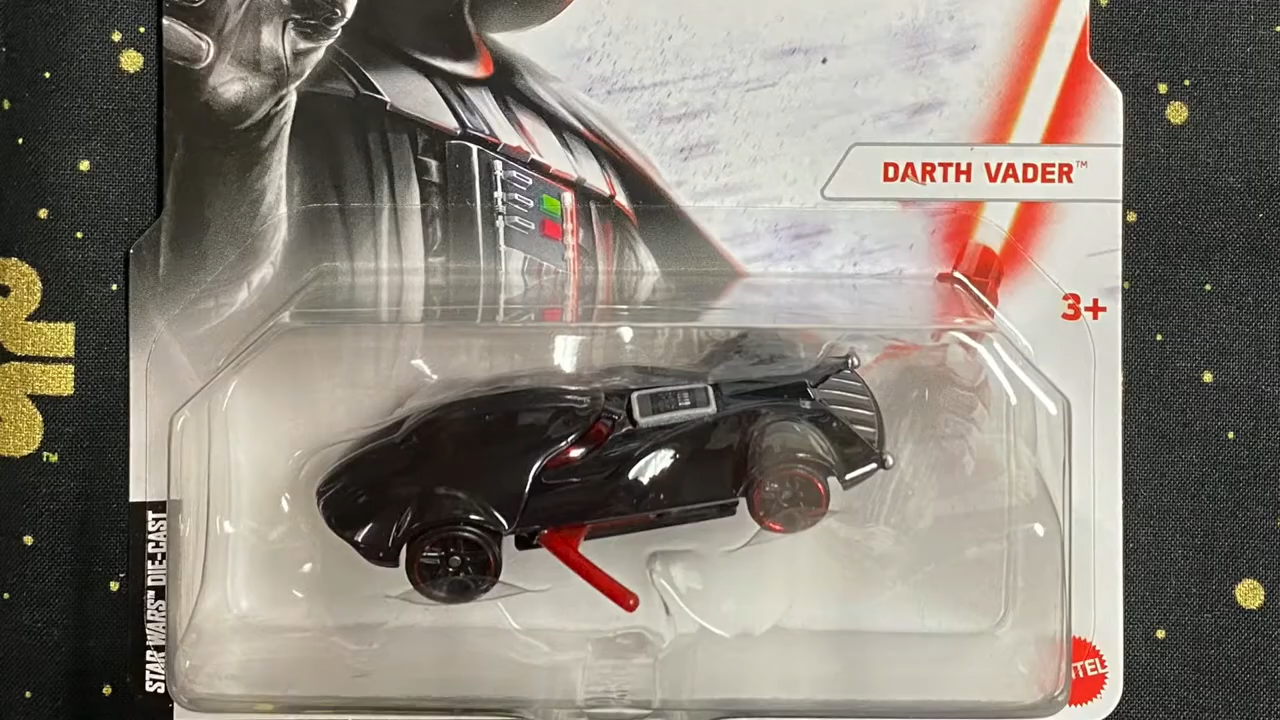 DARTH VADER™
3+
STAR WARS™ DIE-CAST
TEL